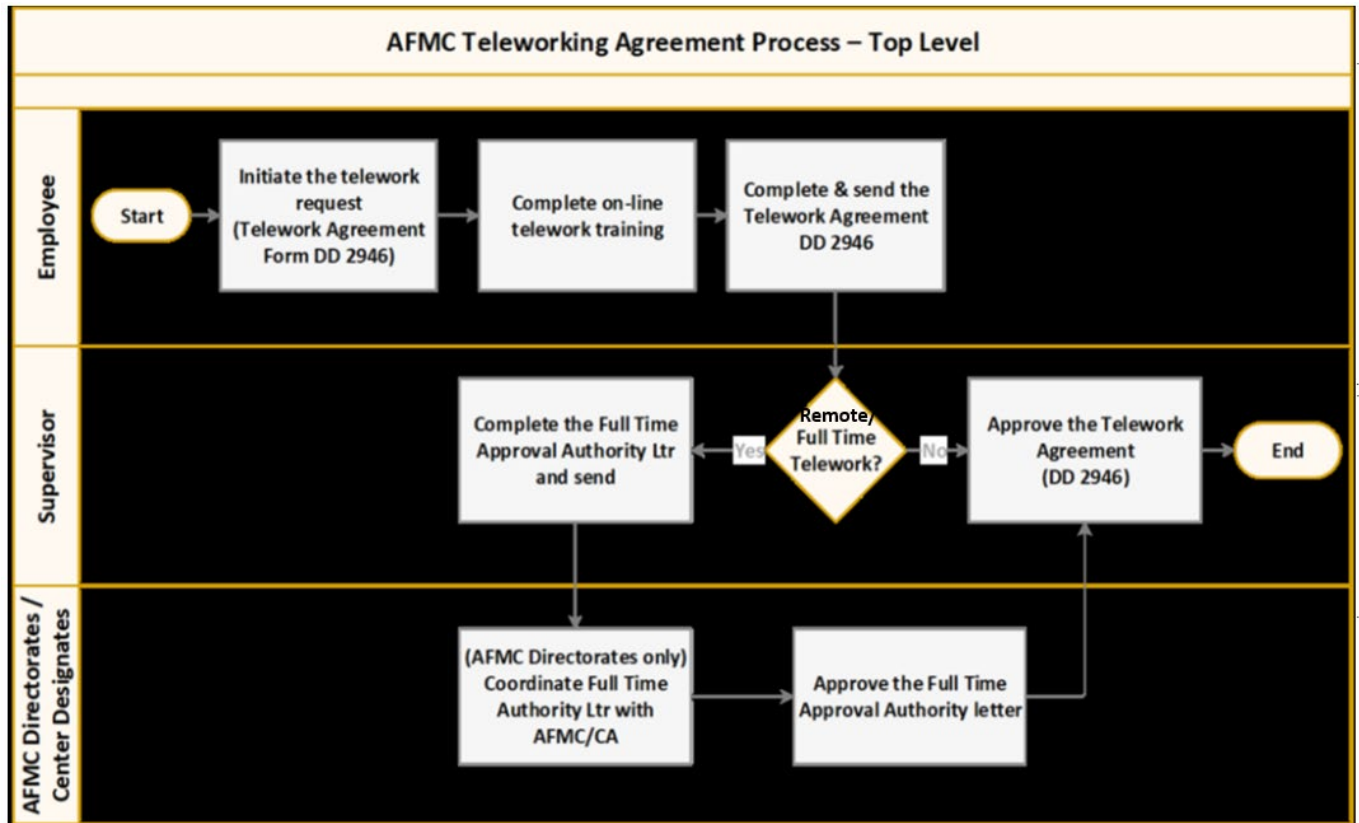 AFMC Teleworking Agreement Process – Top Level
Employee
Start
Initiate the telework
request
(Telework Agreement
Form DD 2946)
Complete on-line
telework training
Complete & send the
Telework Agreement
DD 2946
Supervisor
Complete the Full Time
Approval Authority Ltr
and send
Yes
Remote/
Full Time
Telework?
No
Approve the Telework
Agreement
(DD 2946)
End
AFMC Directorates /
Center Designates
(AFMC Directorates only)
Coordinate Full Time
Authority Ltr with
AFMC/CA
Approve the Full Time
Approval Authority letter